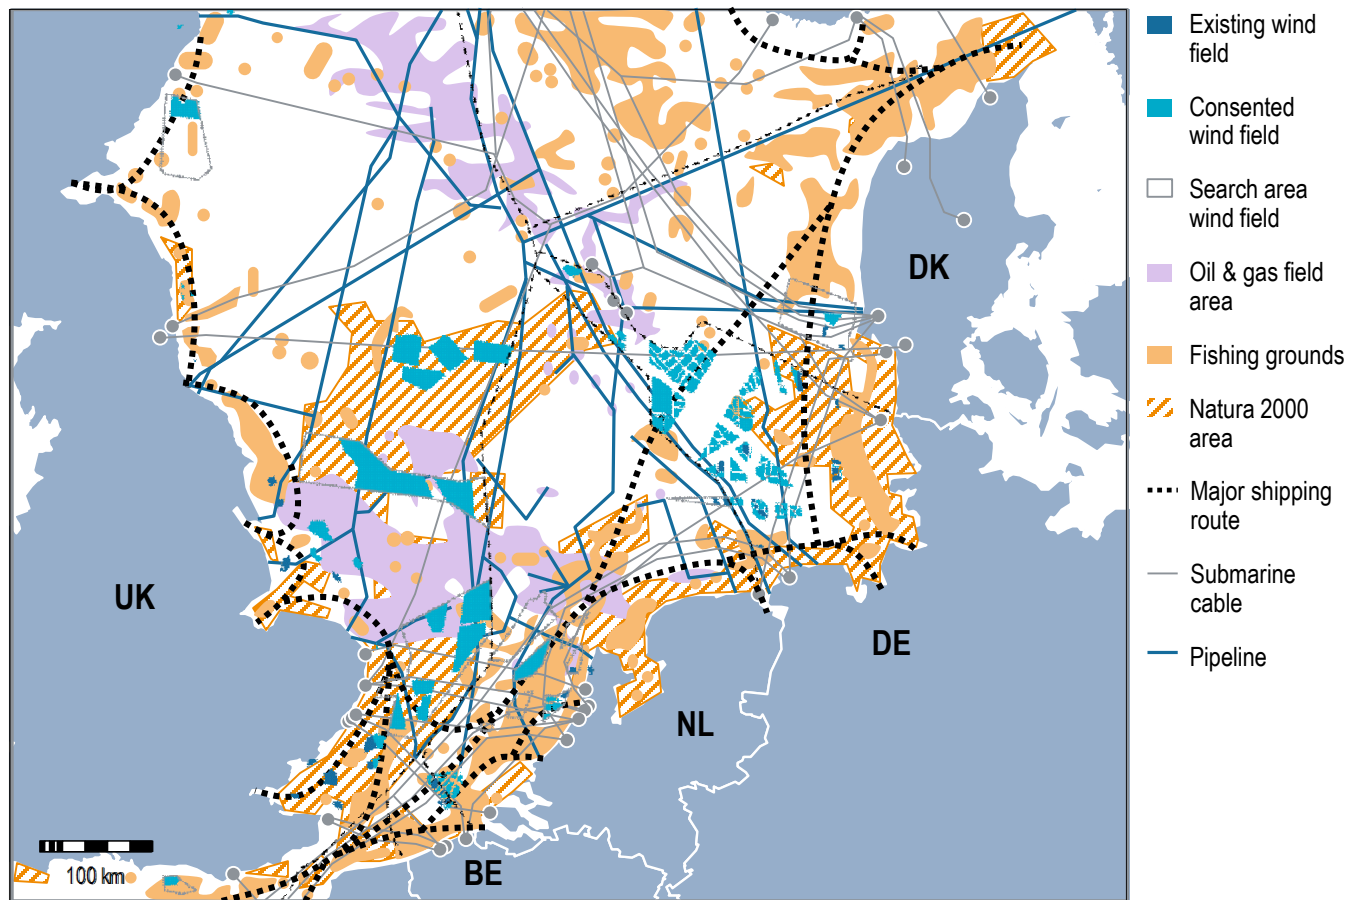 Existing wind
field
Consented
wind field
Search area
wind field
Oil & gas field
area
Fishing grounds
Natura 2000
area
Major shipping
route
Submarine
cable
Pipeline
DK
UK
DE
NL
BE
100 km